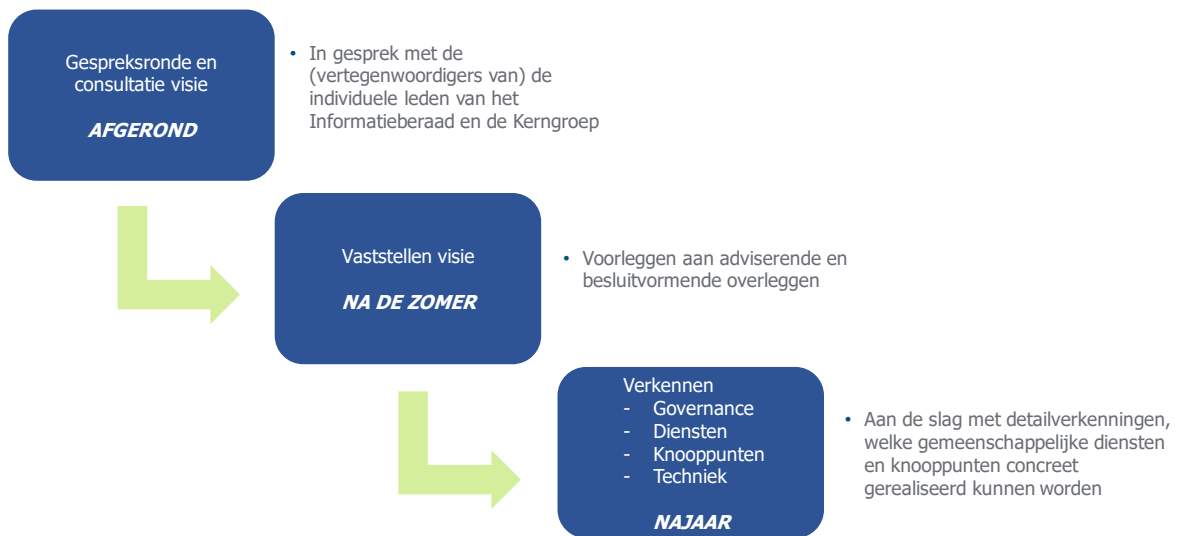 Gespreksronde en
consultatie visie
AFGEROND
• In gesprek met de
(vertegenwoordigers van) de
individuele leden van het
Informatieberaad en de Kerngroep
Vaststellen visie
NA DE ZOMER
• Voorleggen aan adviserende en
besluitvormende overleggen
Verkennen
- Governance
- Diensten
- Knooppunten
- Techniek
NAJAAR
• Aan de slag met detailverkenningen,
welke gemeenschappelijke diensten
en knooppunten concreet
gerealiseerd kunnen worden